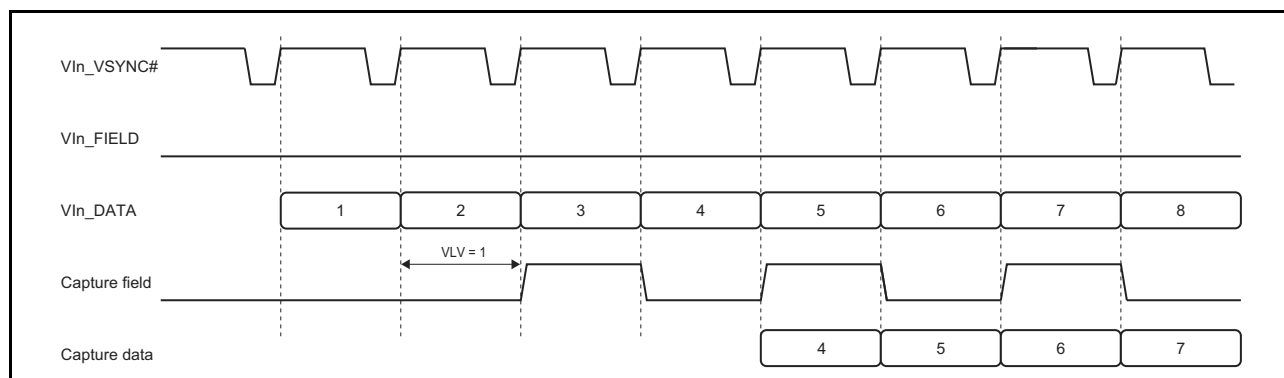 VIn_VSYNC#
VIn_FIELD
VIn_DATA 1 2 3 4 5 6 7 8
VLV = 1
Capture field
Capture data 4 5 6 7